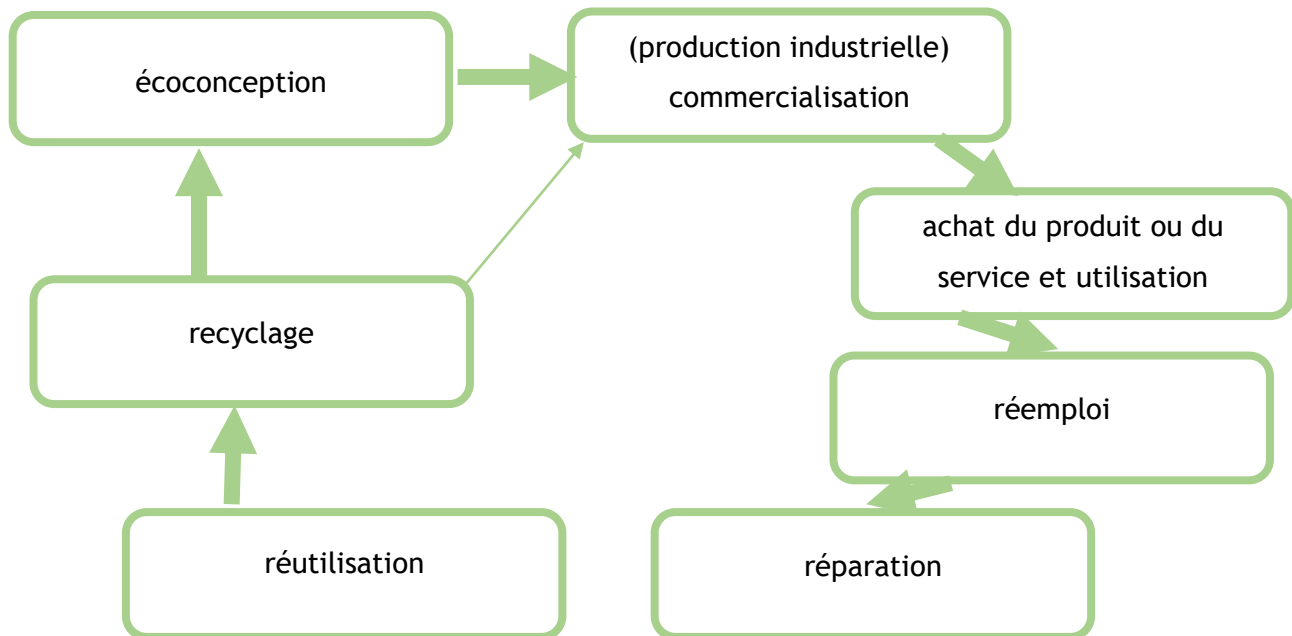 écoconception
(production industrielle)
commercialisation
achat du produit ou du
service et utilisation
recyclage
réemploi
réutilisation
réparation